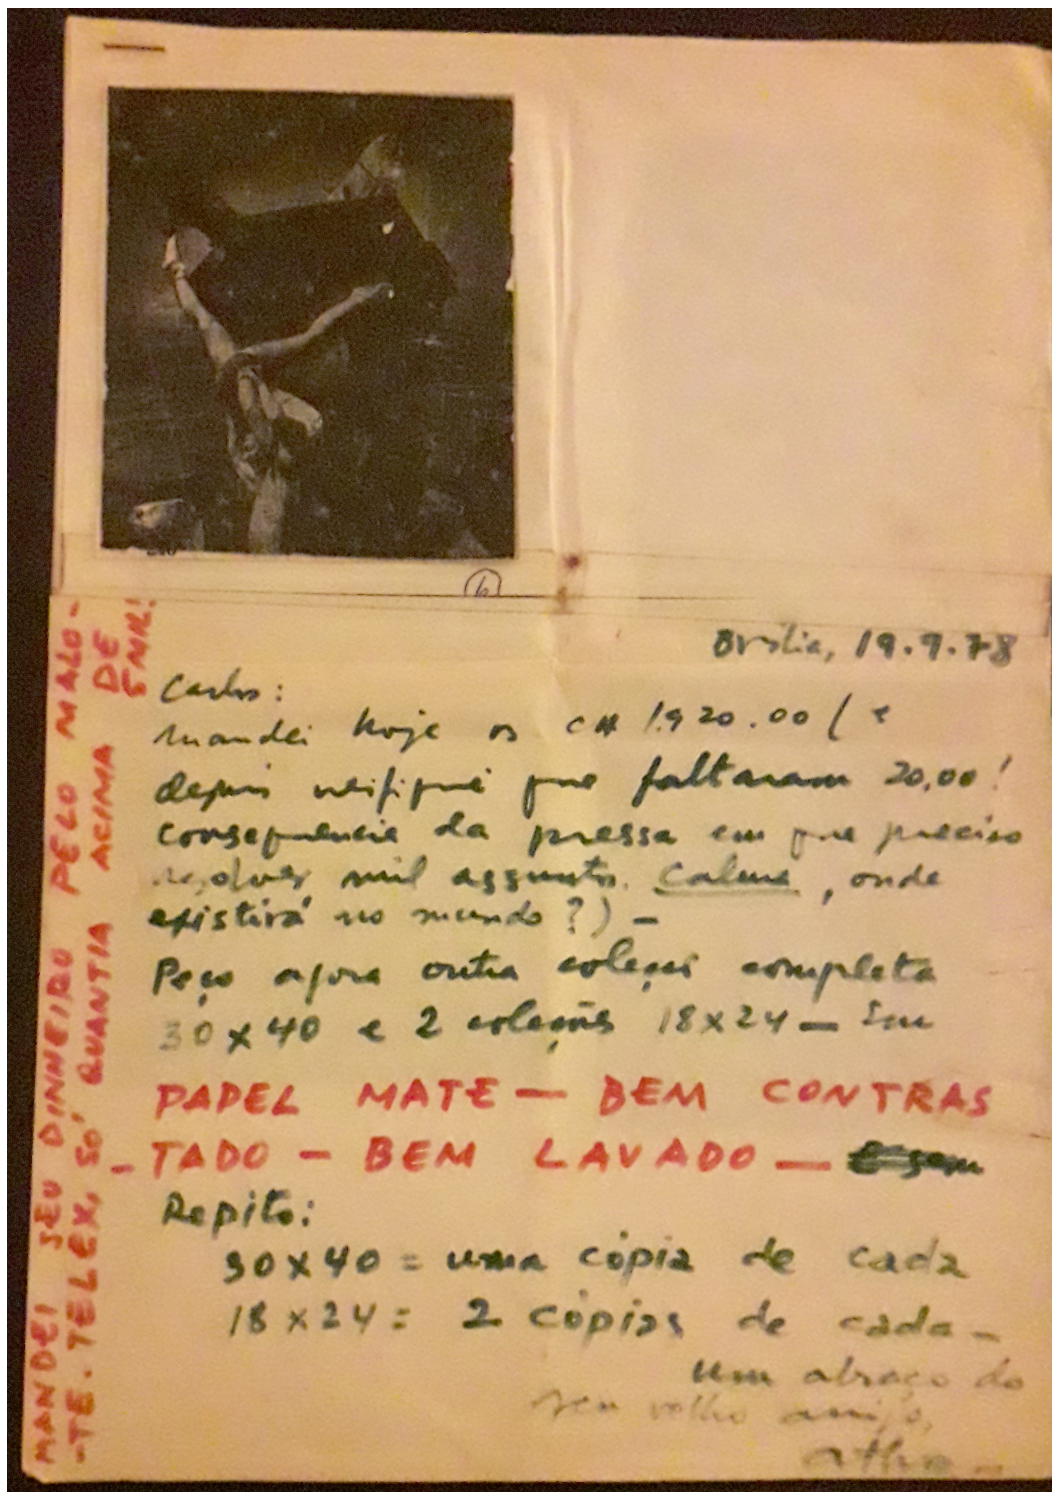 Brasília, 19.9.78
Carlos:
mandei hoje os CR$ 1.920.00 ( e
depois verifiquei que faltaram 20,00!
consequencia da pressa em que preciso
resolver mil assuntos. Calma, onde
existirá no mundo?) —
Peço agora outra coleção completa
30 x 40 e 2 coleções 18 x 24 — Em
PAPEL MATE — BEM CONTRAS
- TADO — BEM LAVADO —
Repito:
30 x 40 = uma cópia de cada
18 x 24 = 2 cópias de cada —
um abraço do
seu velho amigo,
athos —
MANDEI SEU DINHEIRO PELO MALO-
-TE. TELEX, SÓ QUANTIA ACIMA DE
5 MIL!